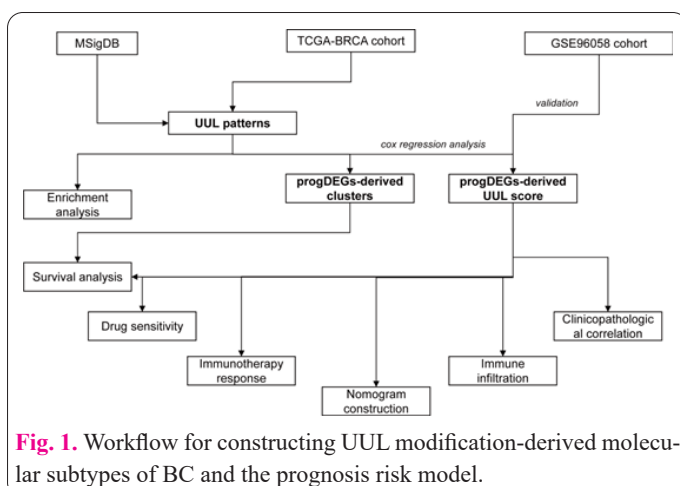 MSigDB
TCGA-BRCA cohort
GSE96058 cohort
validation
UUL patterns
cox regression analysis
progDEGs-derived
clusters
progDEGs-derived
UUL score
Enrichment
analysis
Survival analysis
Drug sensitivity
Clinicopathologic
al correlation
Immunotherapy
response
Immune
infiltration
Nomogram
construction
Fig. 1. Workflow for constructing UUL modification-derived molecu-
lar subtypes of BC and the prognosis risk model.